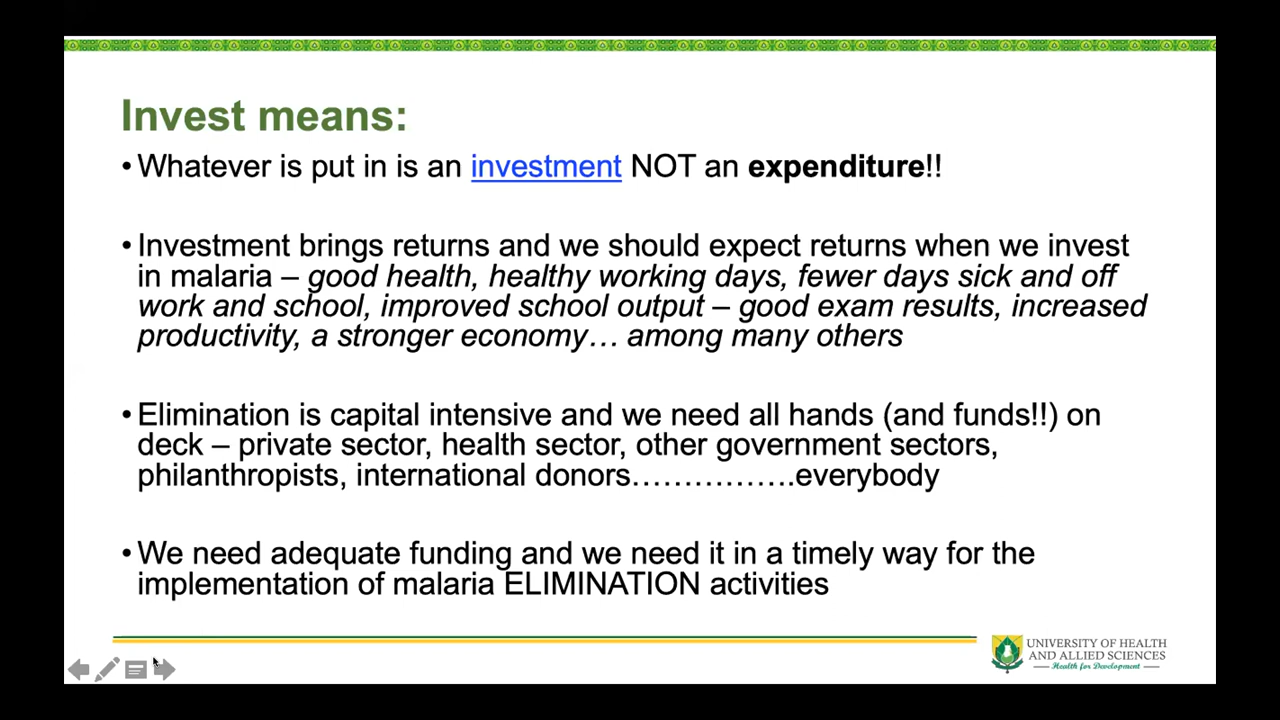 Invest means:
• Whatever is put in is an investment NOT an expenditure!!
• Investment brings returns and we should expect returns when we invest
in malaria – good health, healthy working days, fewer days sick and off
work and school, improved school output – good exam results, increased
productivity, a stronger economy… among many others
• Elimination is capital intensive and we need all hands (and funds!!) on
deck – private sector, health sector, other government sectors,
philanthropists, international donors…………….everybody
• We need adequate funding and we need it in a timely way for the
implementation of malaria ELIMINATION activities
UNIVERSITY OF HEALTH
AND ALLIED SCIENCES
Health for Development